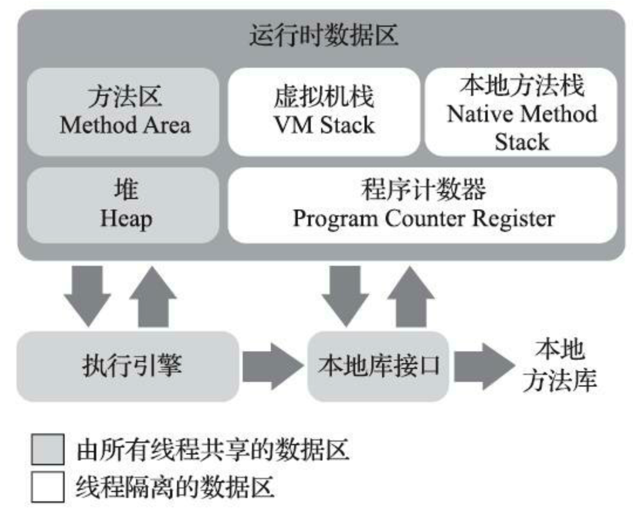 运行时数据区
方法区
Method Area
虚拟机栈
VM Stack
本地方法栈
Native Method
Stack
堆
Heap
程序计数器
Program Counter Register
执行引擎
本地库接口
本地
方法库
由所有线程共享的数据区
线程隔离的数据区